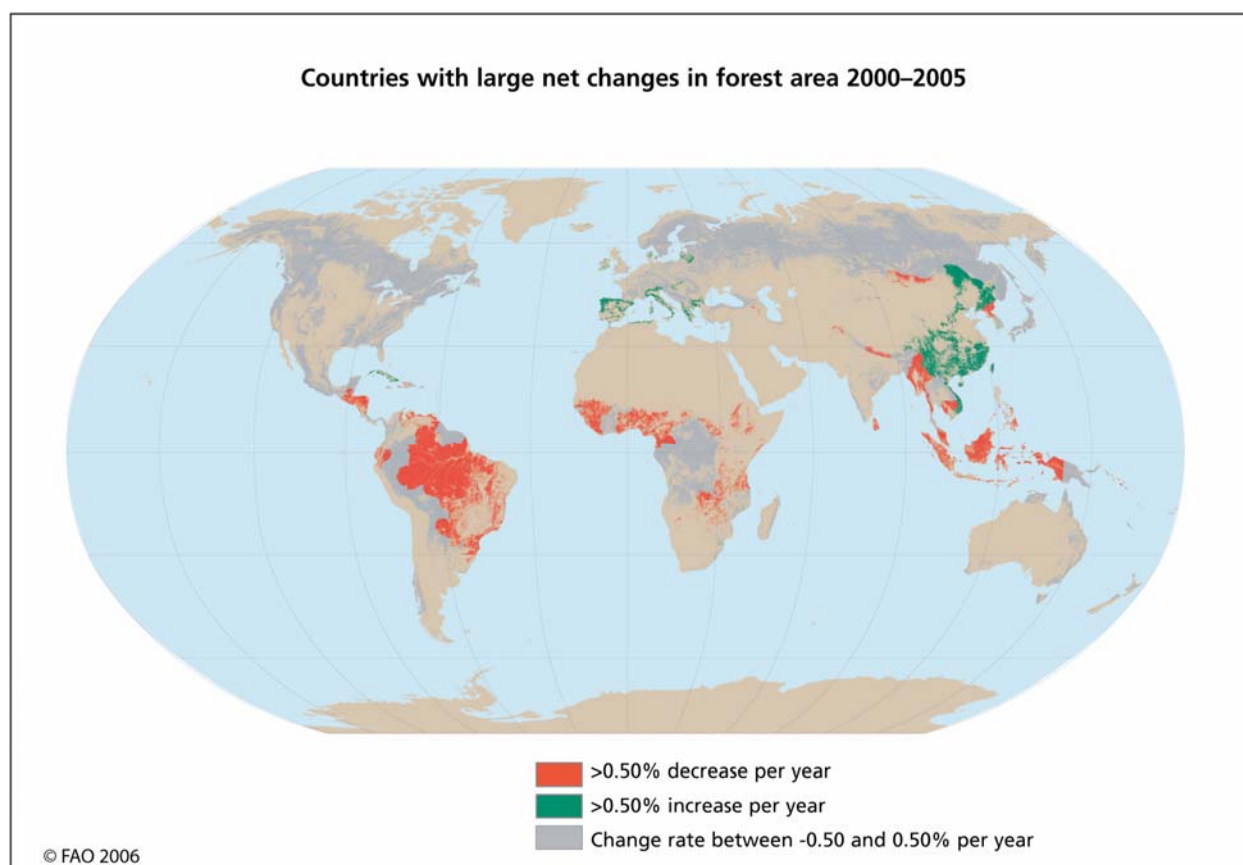 Countries with large net changes in forest area 2000–2005
>0.50% decrease per year
>0.50% increase per year
Change rate between -0.50 and 0.50% per year
© FAO 2006